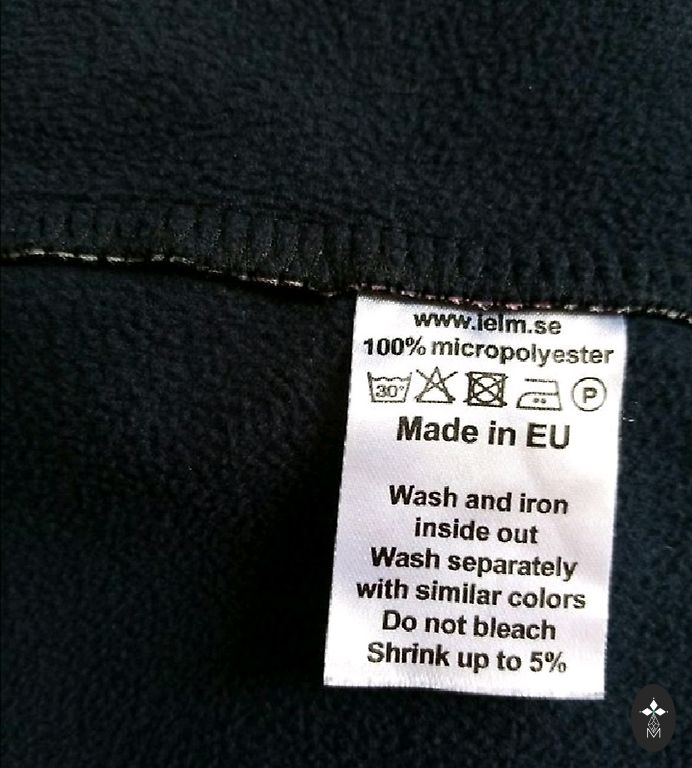 www.ielm.se
100% micropolyester
30° P
Made in EU
Wash and iron
inside out
Wash separately
with similar colors
Do not bleach
Shrink up to 5%
M